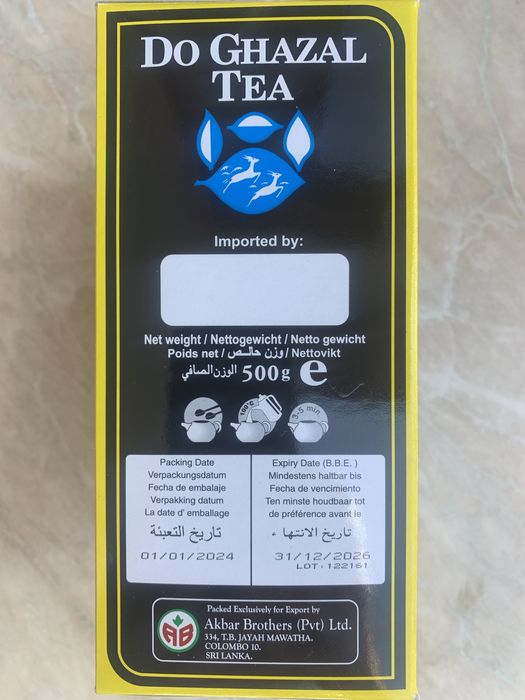 DO GHAZAL
TEA
Imported by:
Net weight / Nettogewicht / Netto gewicht
Poids net / وزن خالــص / Nettovikt
الوزن الصافي 500g e
100°C
3-5 min.
Packing Date
Verpackungsdatum
Fecha de embalaje
Verpakking datum
La date d' emballage
تاريخ التعبئة
01/01/2024
Expiry Date (B.B.E. )
Mindestens haltbar bis
Fecha de vencimiento
Ten minste houdbaar tot
de préférence avant le
تاريخ الانتهاء
31/12/2026
LOT: 122161
AB
Packed Exclusively for Export by
Akbar Brothers (Pvt) Ltd.
334, T.B. JAYAH MAWATHA.
COLOMBO 10.
SRI LANKA.